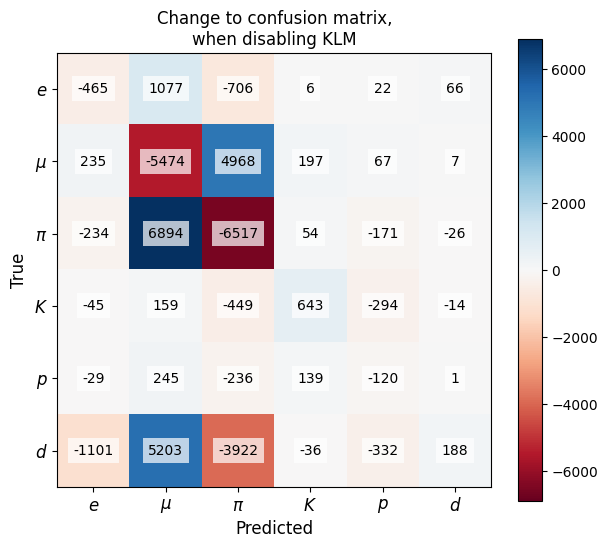 Change to confusion matrix,
when disabling KLM
e -465 1077 -706 6 22 66
μ 235 -5474 4968 197 67 7
π -234 6894 -6517 54 -171 -26
K -45 159 -449 643 -294 -14
p -29 245 -236 139 -120 1
d -1101 5203 -3922 -36 -332 188
e μ π K p d
Predicted
True
6000
4000
2000
0
−2000
−4000
−6000